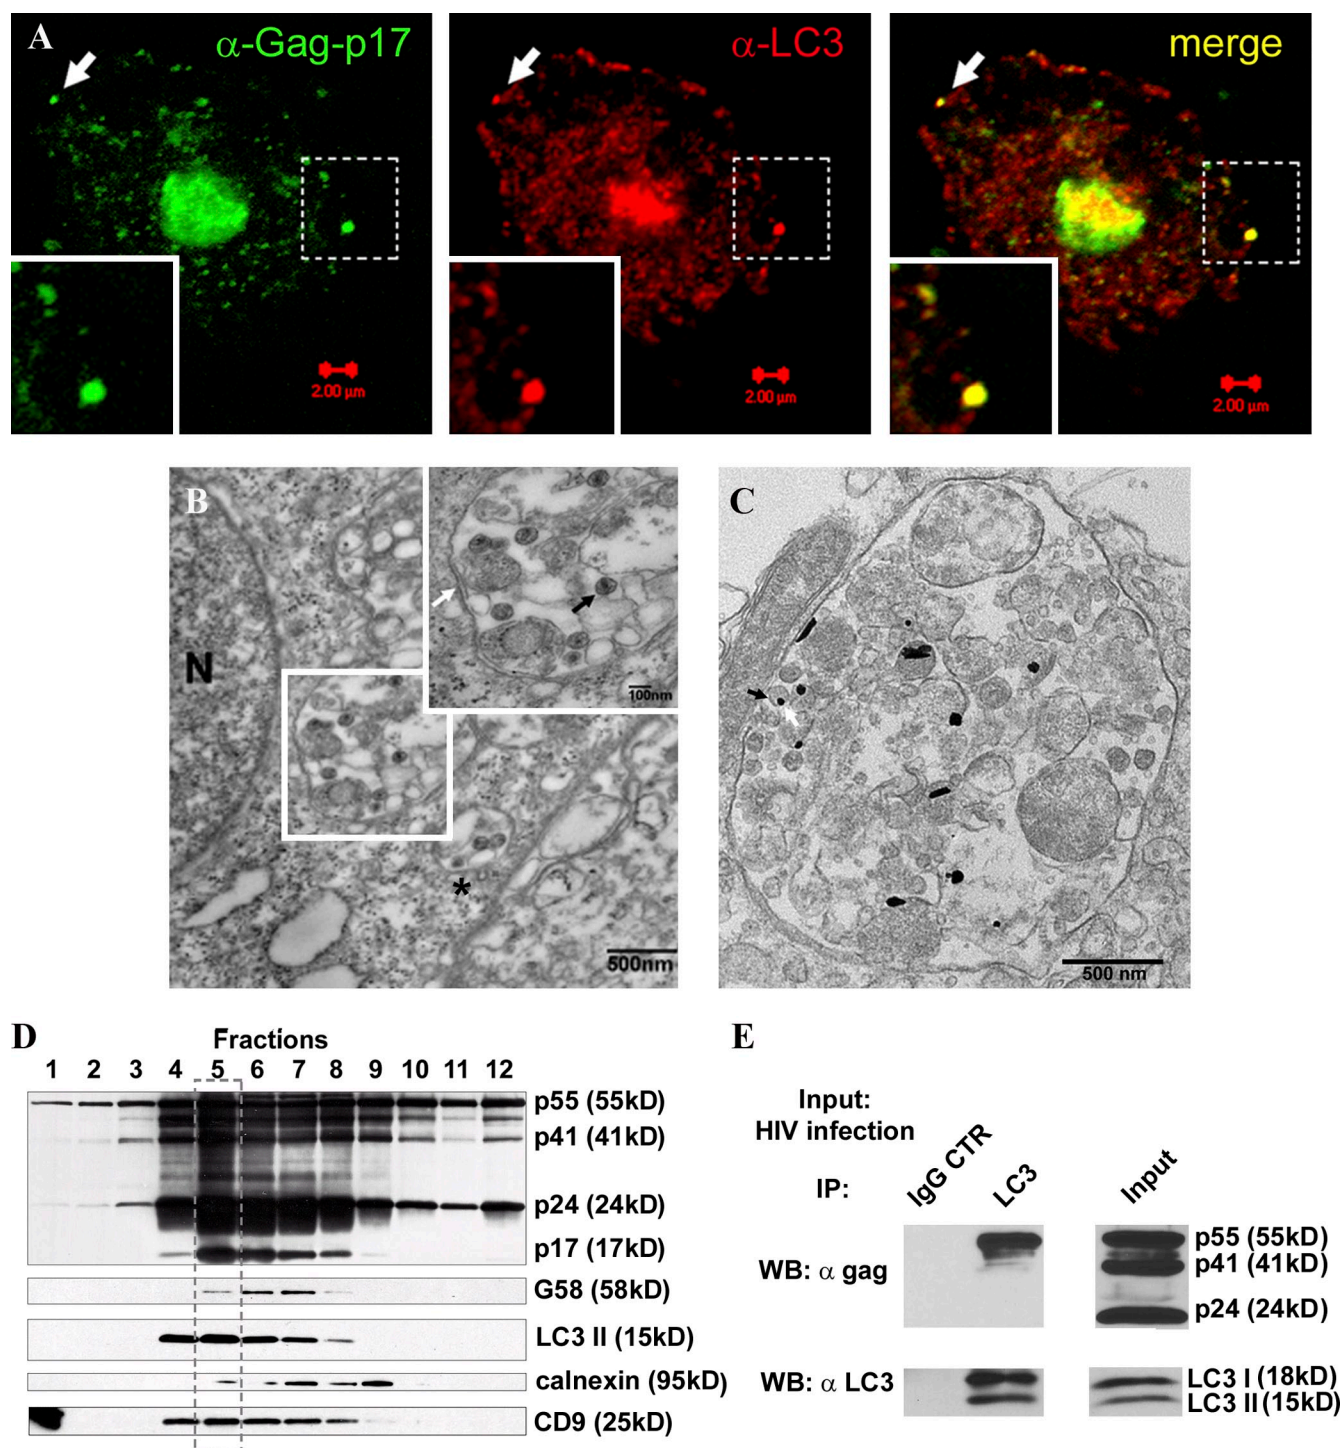 A
α-Gag-p17
α-LC3
merge
2.00 µm
2.00 µm
2.00 µm
B
N
100nm
*
500nm
C
500 nm
D
Fractions
1 2 3 4 5 6 7 8 9 10 11 12
p55 (55kD)
p41 (41kD)
p24 (24kD)
p17 (17kD)
G58 (58kD)
LC3 II (15kD)
calnexin (95kD)
CD9 (25kD)
E
Input:
HIV infection
IP:
IgG CTR
LC3
Input
WB: α gag
p55 (55kD)
p41 (41kD)
p24 (24kD)
WB: α LC3
LC3 I (18kD)
LC3 II (15kD)